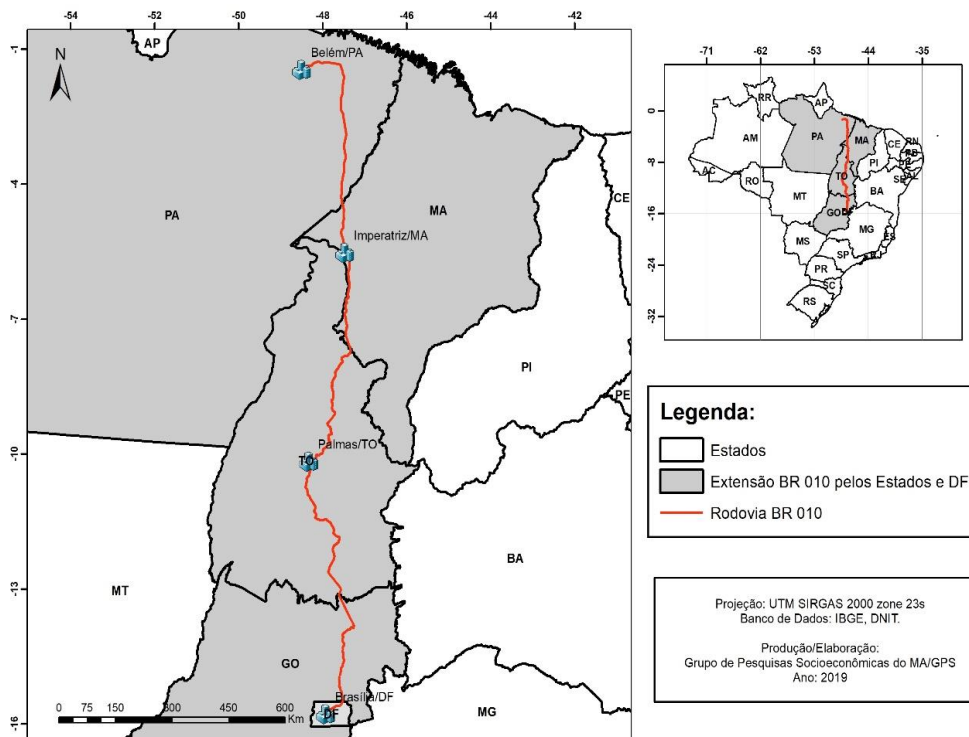 -54
-52
-50
-48
-46
-44
-42
-1
-4
-7
-10
-13
-16
N
AP
Belém/PA
PA
MA
CE
Imperatriz/MA
PI
PE
Palmas/TO
TO
BA
MT
GO
Brasília/DF
DF
MG
0 75 150 300 450 600
Km
-71
-62
-53
-44
-35
0
-8
-16
-24
-32
RR
AP
AM
PA
MA
CE
RN
PB
PI
AC
RO
TO
SE
AL
MT
BA
GO
DF
MG
MS
ES
SP
RJ
PR
SC
RS
Legenda:
Estados
Extensão BR 010 pelos Estados e DF
Rodovia BR 010
Projeção: UTM SIRGAS 2000 zone 23s
Banco de Dados: IBGE, DNIT.
Produção/Elaboração:
Grupo de Pesquisas Socioeconômicas do MA/GPS
Ano: 2019